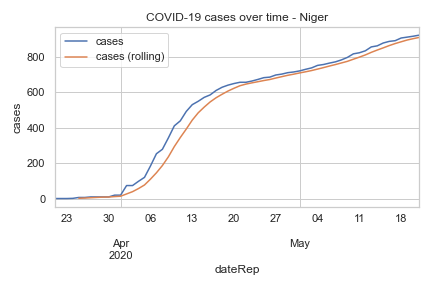 COVID-19 cases over time - Niger
cases
cases (rolling)
cases
800
600
400
200
0
23 30 06 13 20 27 04 11 18
Apr May
2020
dateRep